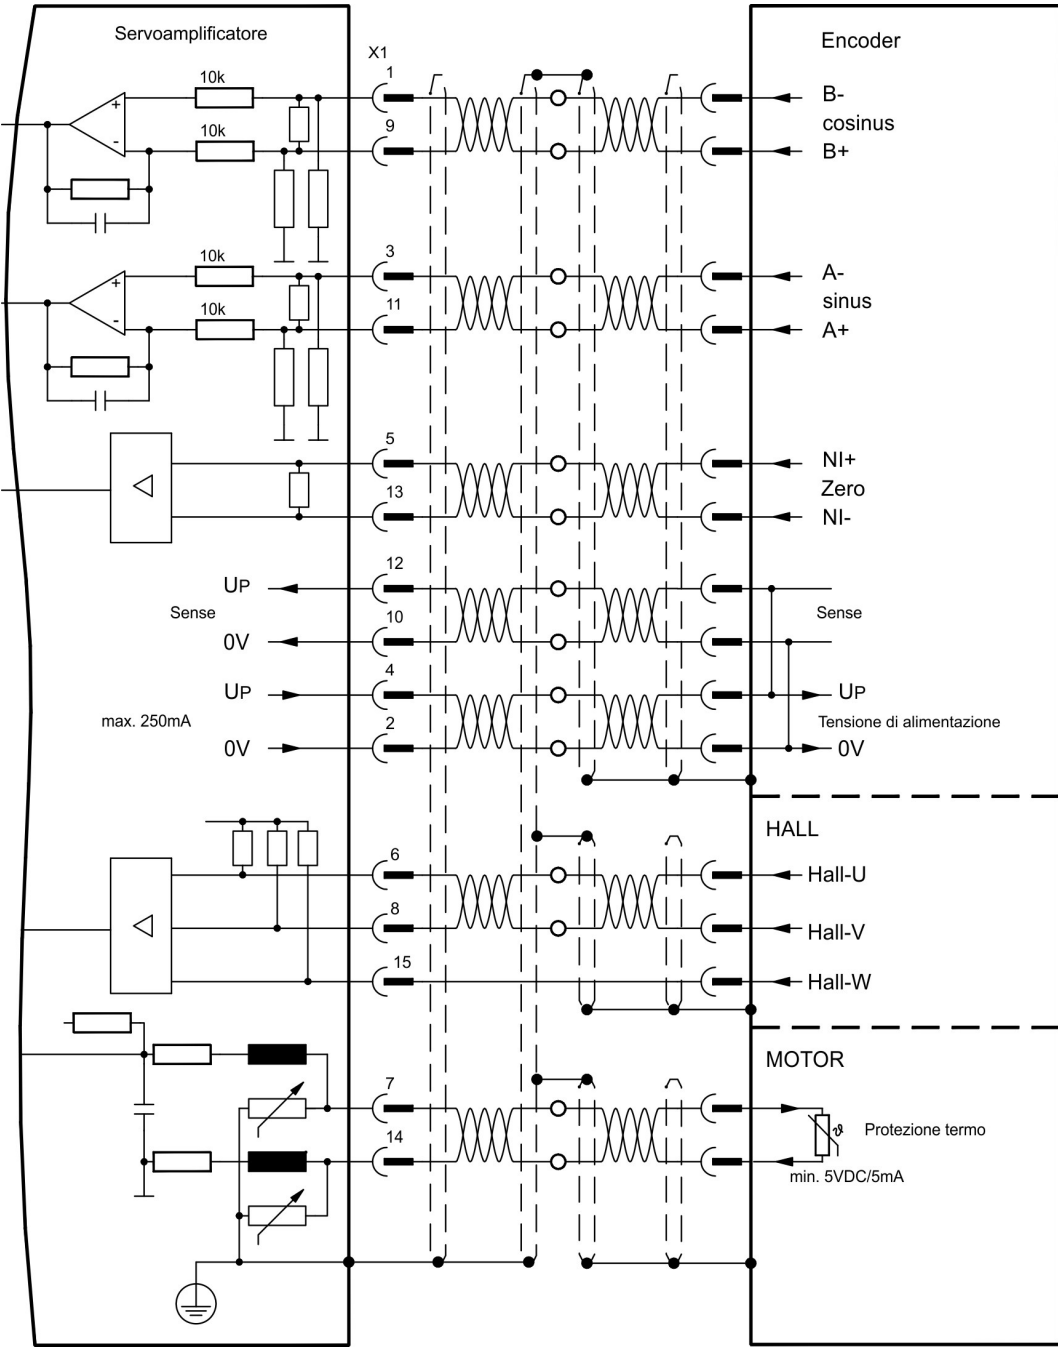 Servoamplificatore
X1
Encoder
10k
1
B-
cosinus
10k
9
B+
+
-
10k
3
A-
sinus
10k
11
A+
+
-
5
NI+
Zero
13
NI-
UP
12
Sense
Sense
0V
10
UP
4
UP
max. 250mA
Tensione di alimentazione
0V
2
0V
HALL
6
Hall-U
8
Hall-V
15
Hall-W
MOTOR
7
ϑ
Protezione termo
14
min. 5VDC/5mA